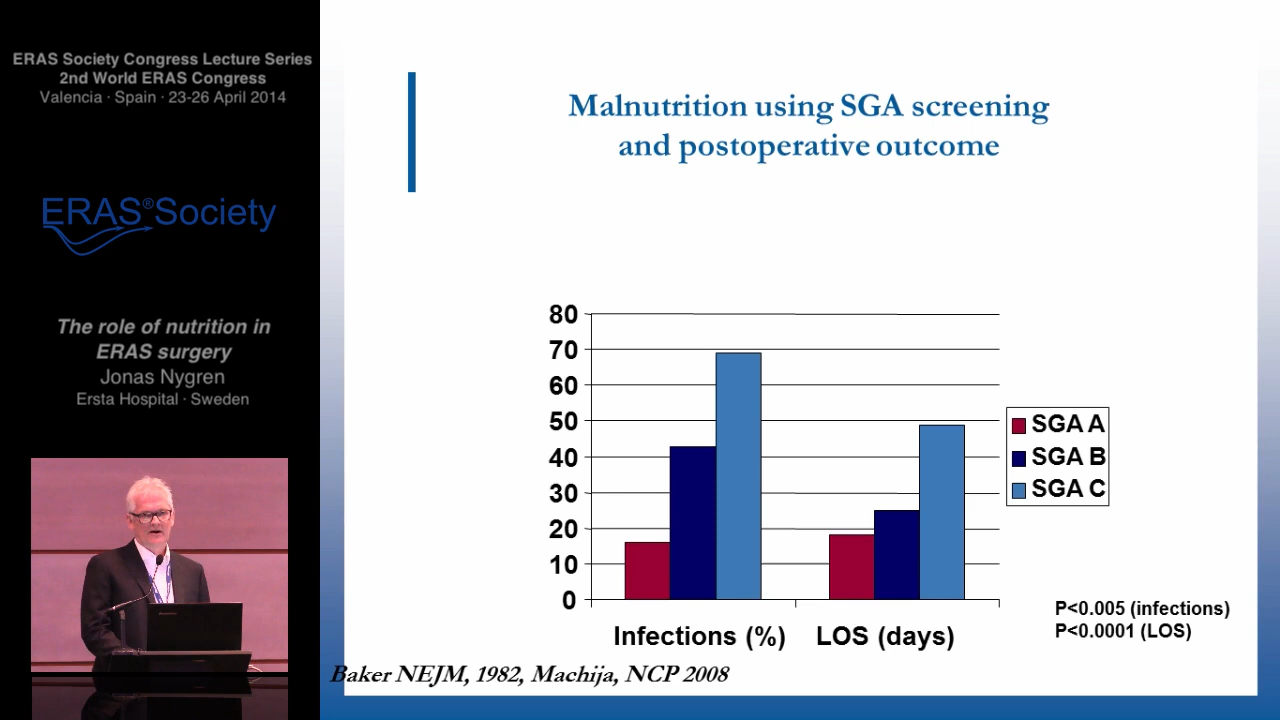 ERAS Society Congress Lecture Series
2nd World ERAS Congress
Valencia · Spain · 23-26 April 2014
ERAS®Society
The role of nutrition in
ERAS surgery
Jonas Nygren
Ersta Hospital · Sweden
Malnutrition using SGA screening
and postoperative outcome
80
70
60
50
40
30
20
10
0
Infections (%)
LOS (days)
SGA A
SGA B
SGA C
P<0.005 (infections)
P<0.0001 (LOS)
Baker NEJM, 1982, Machija, NCP 2008